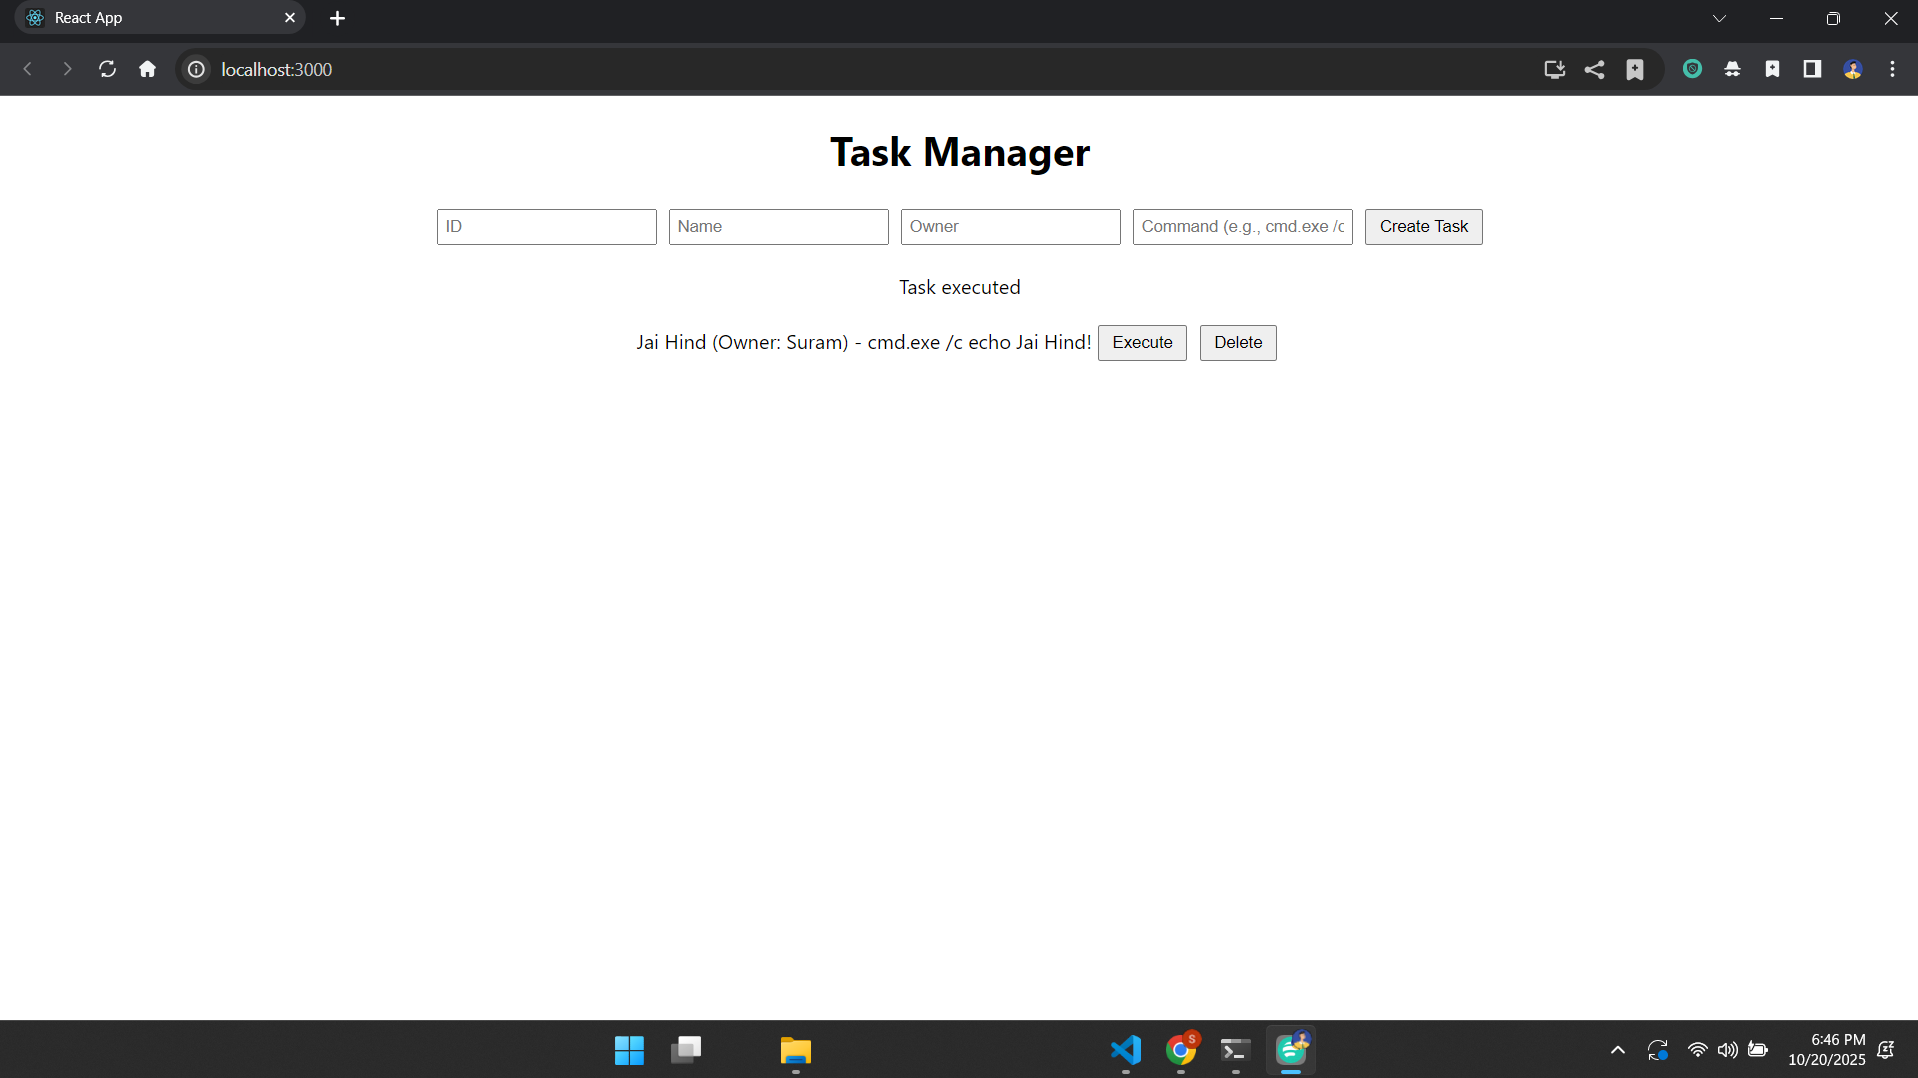 React App
localhost:3000
Task Manager
ID Name Owner Command (e.g., cmd.exe /c Create Task
Task executed
Jai Hind (Owner: Suram) - cmd.exe /c echo Jai Hind! Execute Delete
S
6:46 PM
10/20/2025